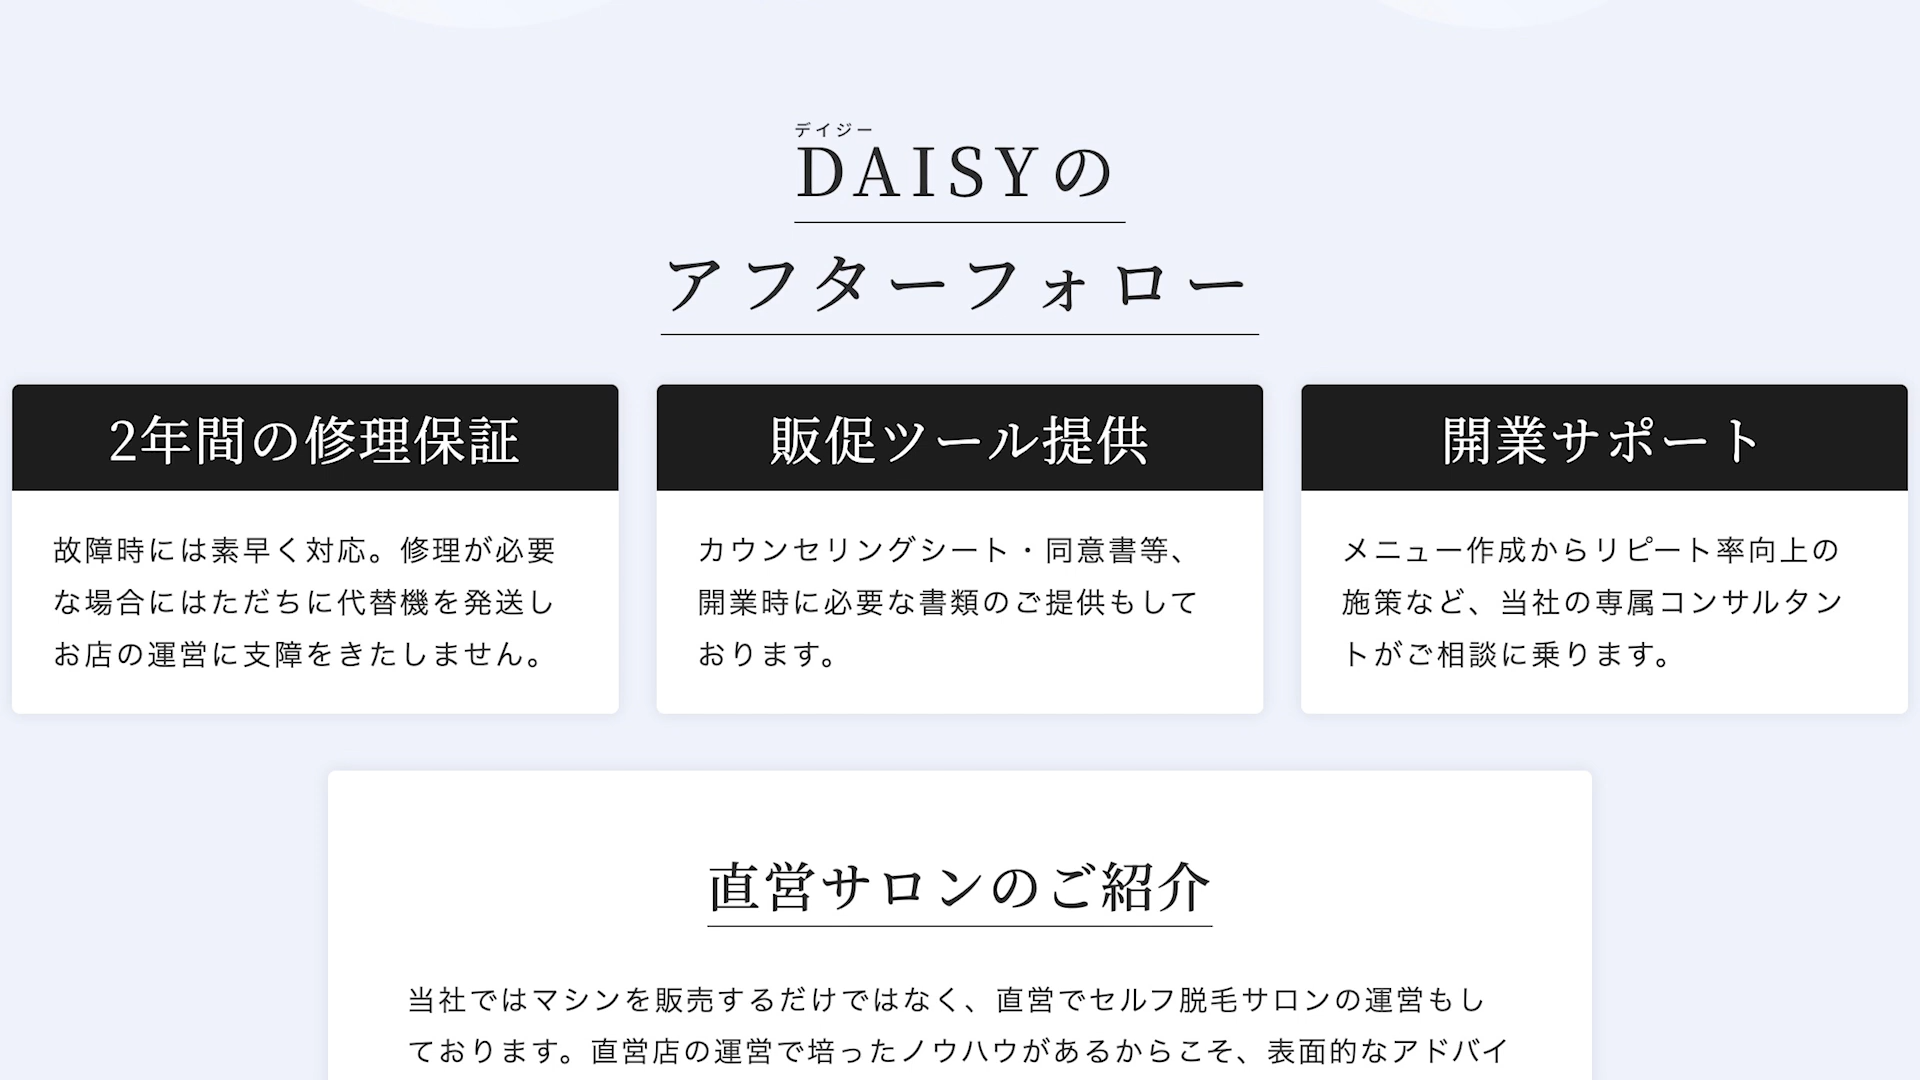 デイジー
DAISYの
アフターフォロー
2年間の修理保証
故障時には素早く対応。修理が必要
な場合にはただちに代替機を発送し
お店の運営に支障をきたしません。
販促ツール提供
カウンセリングシート・同意書等、
開業時に必要な書類のご提供もして
おります。
開業サポート
メニュー作成からリピート率向上の
施策など、当社の専属コンサルタン
トがご相談に乗ります。
直営サロンのご紹介
当社ではマシンを販売するだけではなく、直営でセルフ脱毛サロンの運営もし
ております。直営店の運営で培ったノウハウがあるからこそ、表面的なアドバイ